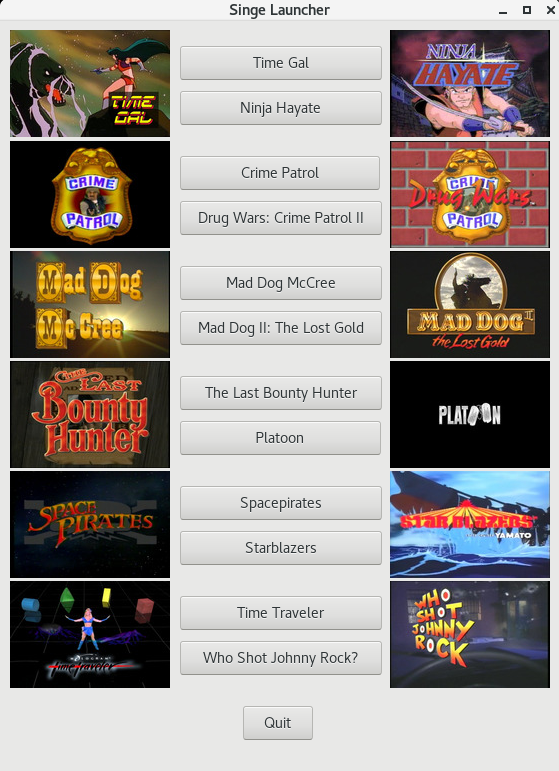 Singe Launcher
TIME
GAL
Time Gal
Ninja Hayate
NINJA
HAYATE
CRIME
PATROL
Crime Patrol
Drug Wars: Crime Patrol II
CRIME
Drug Wars
PATROL
Mad Dog
McCree
Mad Dog McCree
Mad Dog II: The Lost Gold
MAD DOG II
the Lost Gold
THE LAST
Bounty
Hunter
The Last Bounty Hunter
Platoon
PLATOON
SPACE
PIRATES
Spacepirates
Starblazers
STAR BLAZERS
YAMATO
HOLOGRAM
Time Traveler
Time Traveler
Who Shot Johnny Rock?
WHO
SHOT
JOHNNY
ROCK
Quit